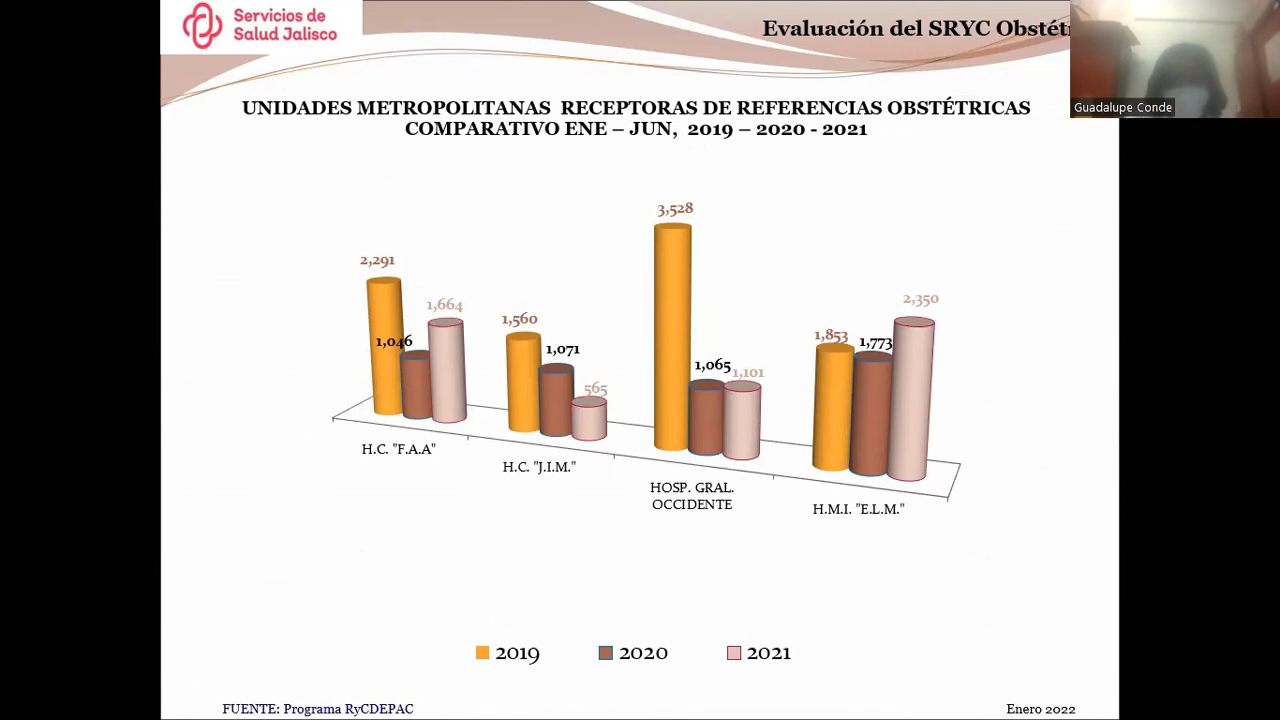 Servicios de
Salud Jalisco
Evaluación del SRYC Obstét
Guadalupe Conde
UNIDADES METROPOLITANAS RECEPTORAS DE REFERENCIAS OBSTÉTRICAS
COMPARATIVO ENE – JUN, 2019 – 2020 - 2021
3,528
2,291
1,664
2,350
1,560
1,853
1,773
1,046
1,071
1,065
1,101
565
H.C. "F.A.A"
H.C. "J.I.M."
HOSP. GRAL.
OCCIDENTE
H.M.I. "E.L.M."
2019
2020
2021
FUENTE: Programa RyCDEPAC
Enero 2022